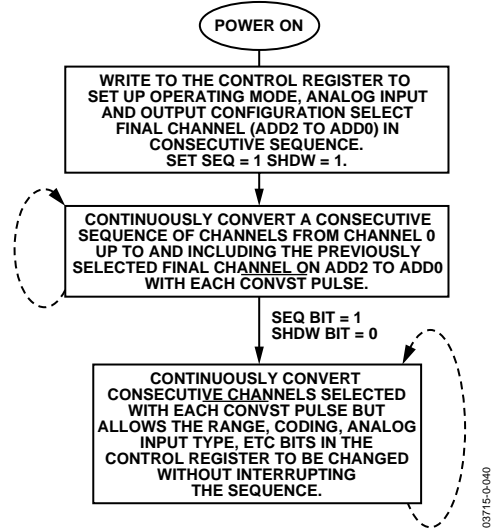 POWER ON
WRITE TO THE CONTROL REGISTER TO
SET UP OPERATING MODE, ANALOG INPUT
AND OUTPUT CONFIGURATION SELECT
FINAL CHANNEL (ADD2 TO ADD0) IN
CONSECUTIVE SEQUENCE.
SET SEQ = 1 SHDW = 1.
CONTINUOUSLY CONVERT A CONSECUTIVE
SEQUENCE OF CHANNELS FROM CHANNEL 0
UP TO AND INCLUDING THE PREVIOUSLY
SELECTED FINAL CHANNEL ON ADD2 TO ADD0
WITH EACH CONVST PULSE.
SEQ BIT = 1
SHDW BIT = 0
CONTINUOUSLY CONVERT
CONSECUTIVE CHANNELS SELECTED
WITH EACH CONVST PULSE BUT
ALLOWS THE RANGE, CODING, ANALOG
INPUT TYPE, ETC BITS IN THE
CONTROL REGISTER TO BE CHANGED
WITHOUT INTERRUPTING
THE SEQUENCE.
03715-0-040